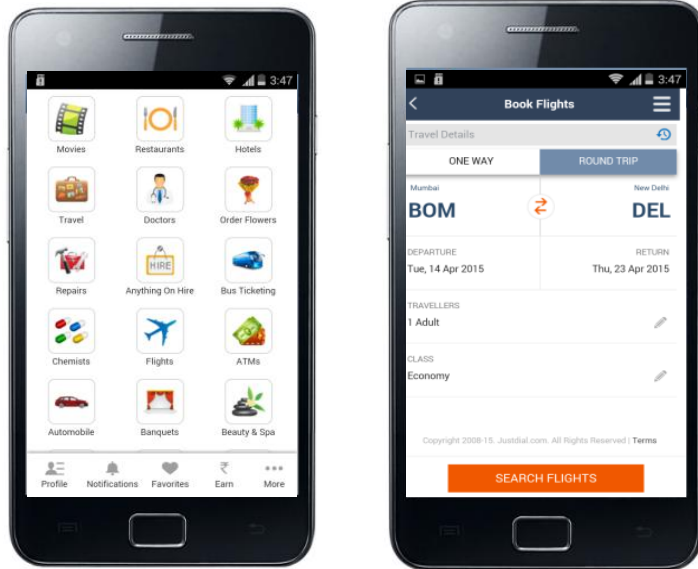 3:47
Movies Restaurants Hotels
Travel Doctors Order Flowers
HIRE
Repairs Anything On Hire Bus Ticketing
Chemists Flights ATMs
Automobile Banquets Beauty & Spa
₹
Profile Notifications Favorites Earn More
3:47
Book Flights
Travel Details
ONE WAY ROUND TRIP
Mumbai New Delhi
BOM DEL
DEPARTURE RETURN
Tue, 14 Apr 2015 Thu, 23 Apr 2015
TRAVELLERS
1 Adult
CLASS
Economy
Copyright 2008-15. Justdial.com. All Rights Reserved | Terms
SEARCH FLIGHTS